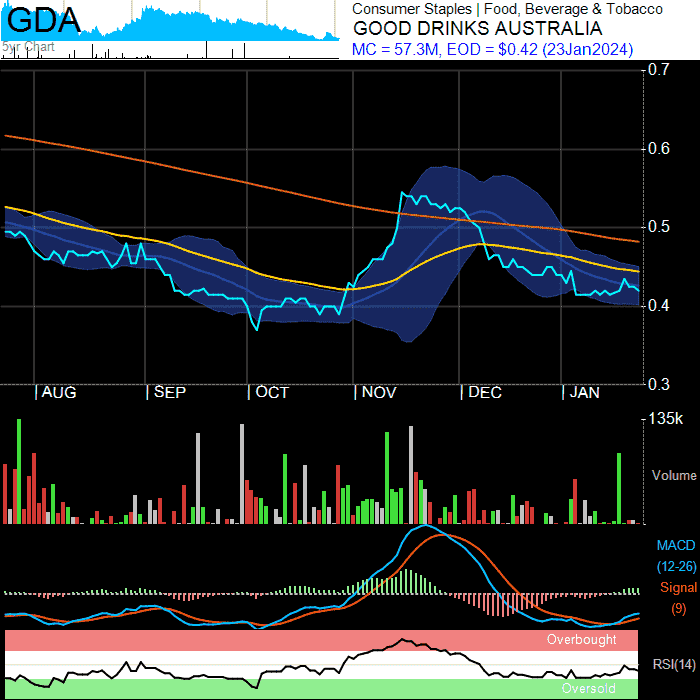 GDA
5yr Chart
Consumer Staples | Food, Beverage & Tobacco
GOOD DRINKS AUSTRALIA
MC = 57.3M, EOD = $0.42 (23Jan2024)
0.7
0.6
0.5
0.4
0.3
| AUG | SEP | OCT | NOV | DEC | JAN
135k
Volume
MACD
(12-26)
Signal
(9)
Overbought
RSI(14)
Oversold